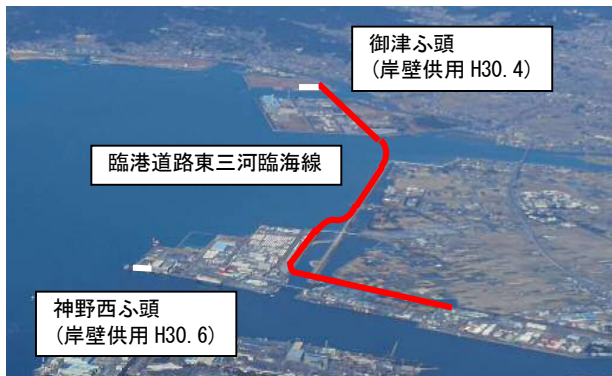 御津ふ頭
(岸壁供用 H30.4)
臨港道路東三河臨海線
神野西ふ頭
(岸壁供用 H30.6)